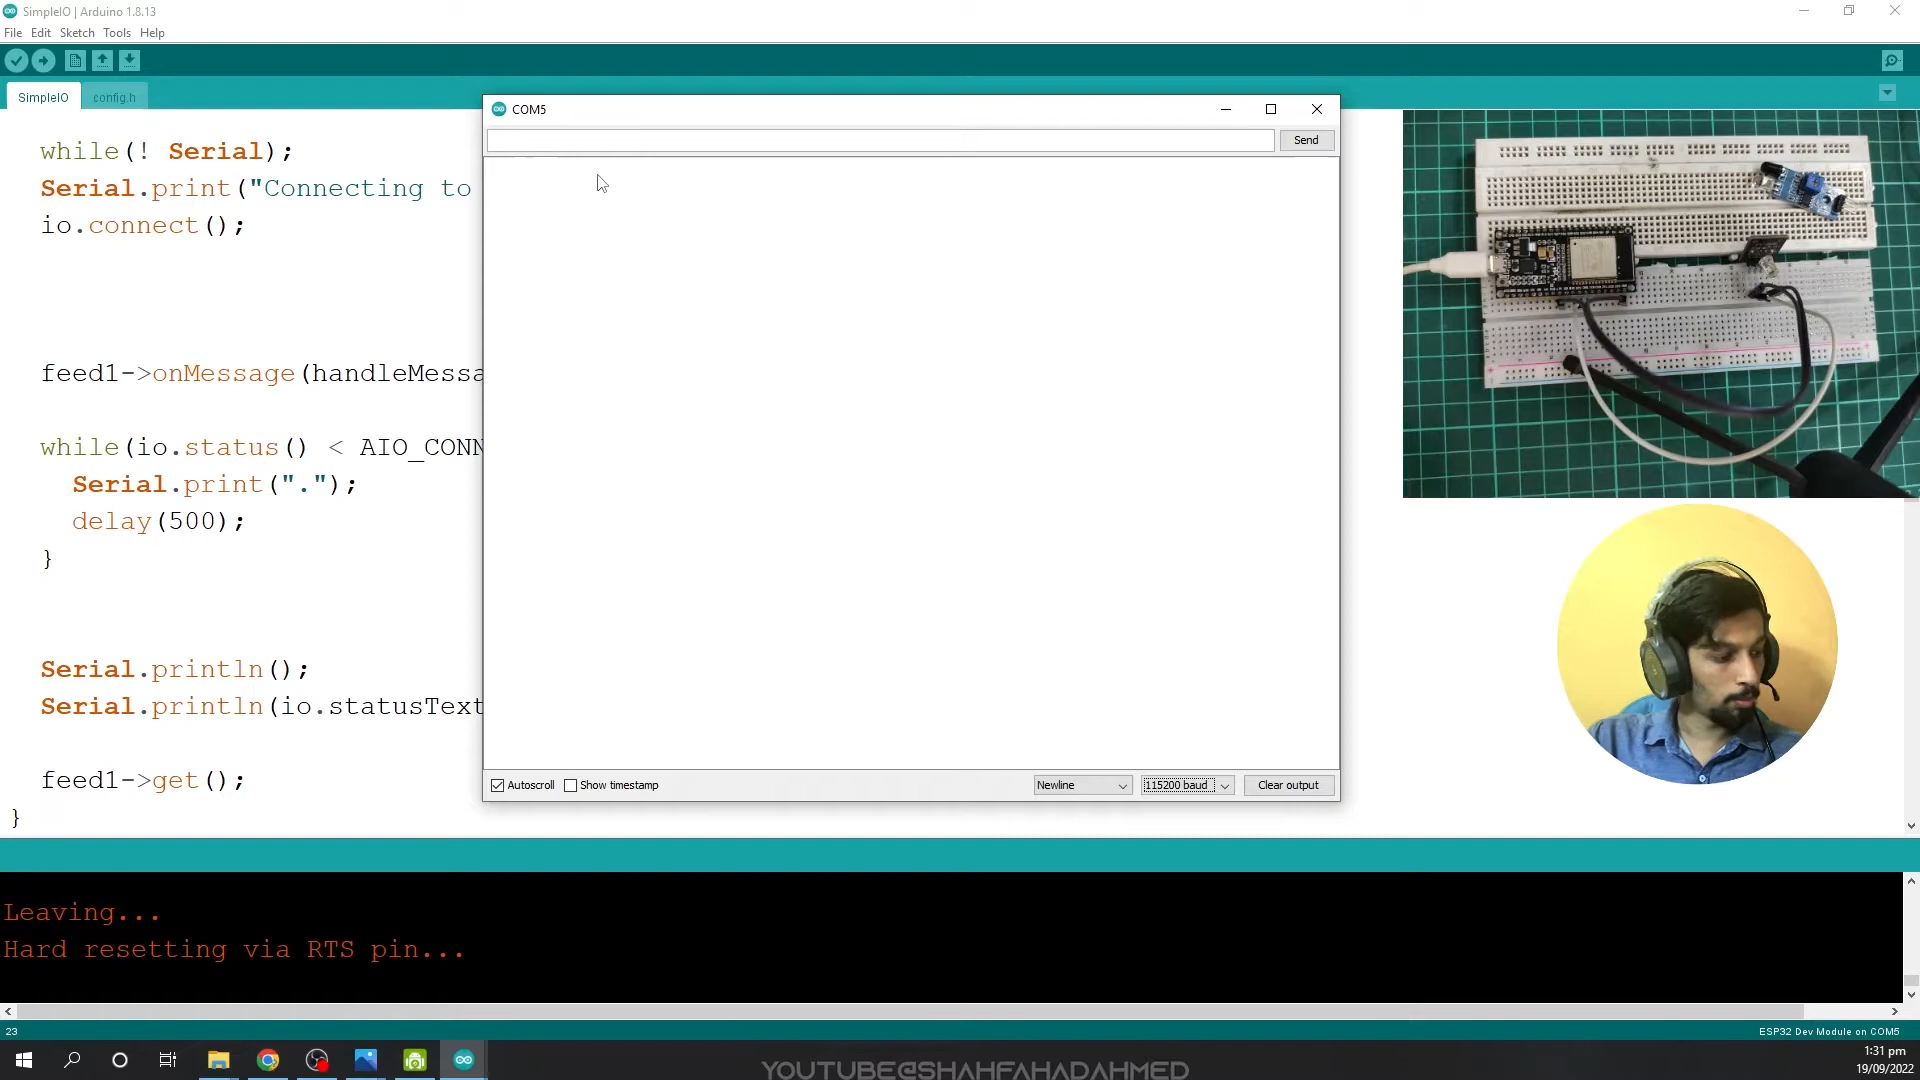 SimpleIO | Arduino 1.8.13
File Edit Sketch Tools Help
SimpleIO config.h
while(! Serial);
Serial.print("Connecting to
io.connect();
feed1->onMessage(handleMessa
while(io.status() < AIO_CONN
Serial.print(".");
delay(500);
}
Serial.println();
Serial.println(io.statusText
feed1->get();
}
COM5
Send
Autoscroll Show timestamp Newline 115200 baud Clear output
Leaving...
Hard resetting via RTS pin...
23 ESP32 Dev Module on COM5
1:31 pm
19/09/2022
YOUTUBE@SHAHFAHADAHMED